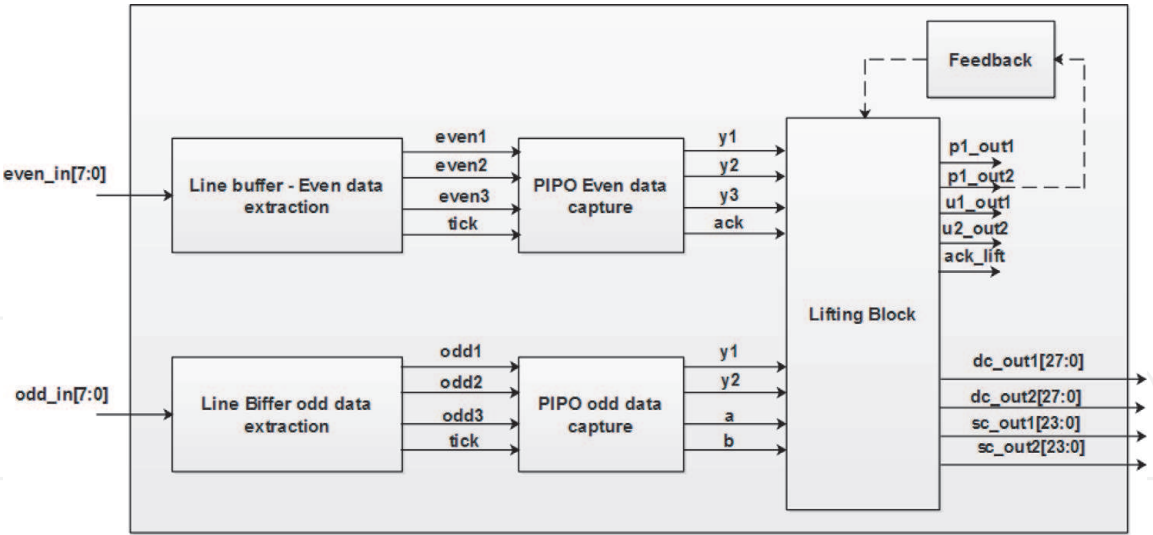 Feedback
even_in[7:0]
Line buffer - Even data
extraction
even1
even2
even3
tick
PIPO Even data
capture
y1
y2
y3
ack
p1_out1
p1_out2
u1_out1
u2_out2
ack_lift
Lifting Block
odd_in[7:0]
Line Biffer odd data
extraction
odd1
odd2
odd3
tick
PIPO odd data
capture
y1
y2
a
b
dc_out1[27:0]
dc_out2[27:0]
sc_out1[23:0]
sc_out2[23:0]